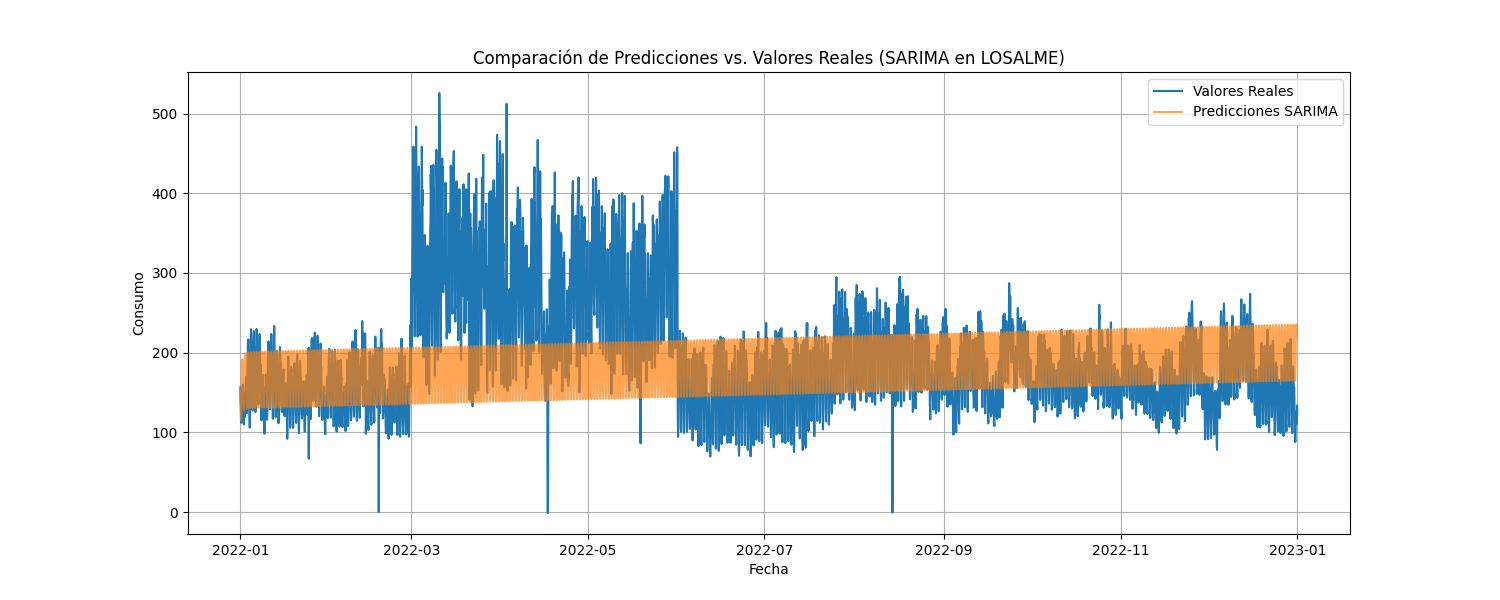 Comparación de Predicciones vs. Valores Reales (SARIMA en LOSALME)
Valores Reales
Predicciones SARIMA
Consumo
500
400
300
200
100
0
2022-01
2022-03
2022-05
2022-07
2022-09
2022-11
2023-01
Fecha